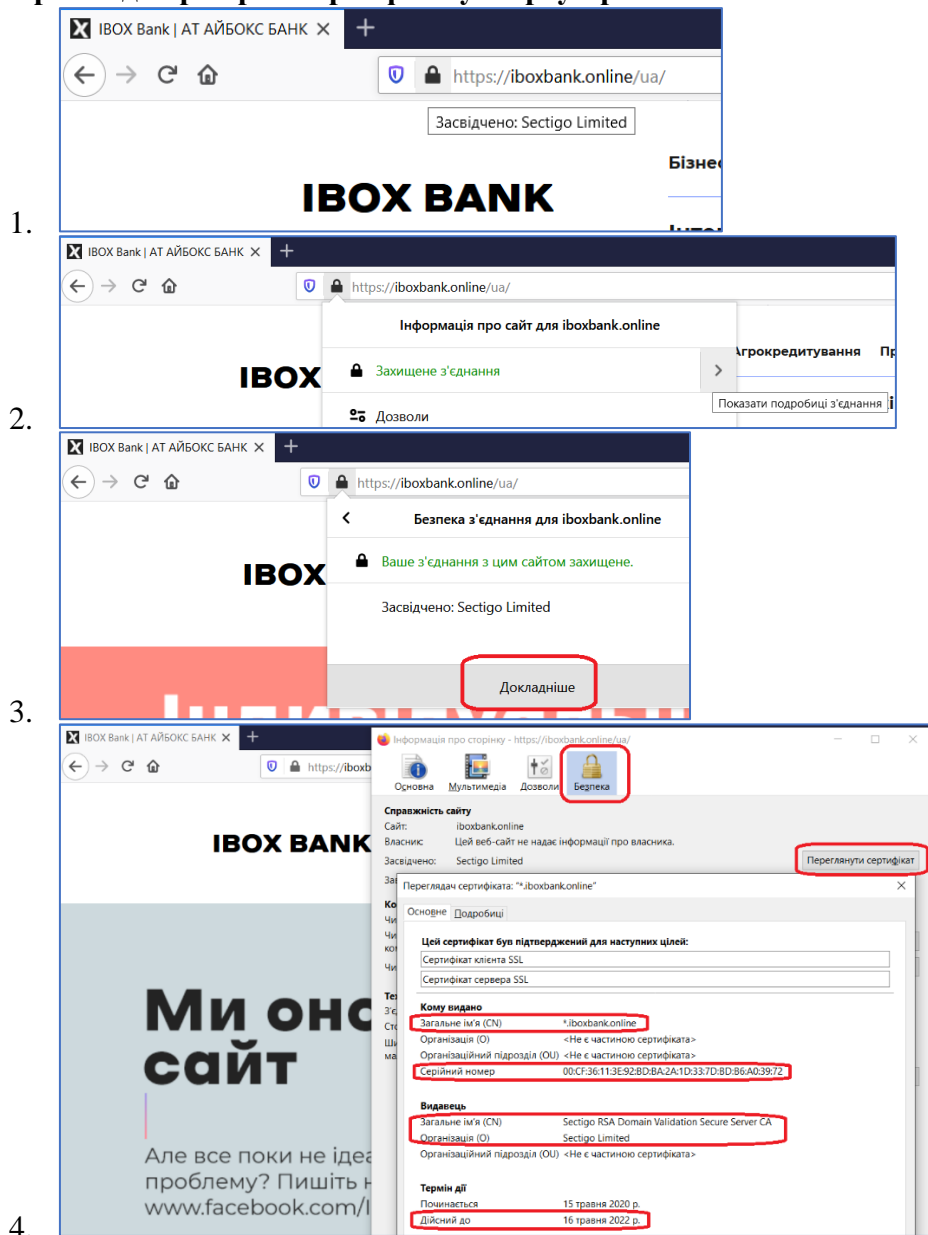 IBOX Bank | АТ АЙБОКС БАНК
https://iboxbank.online/ua/
Засвідчено: Sectigo Limited
IBOX BANK
1.
IBOX Bank | АТ АЙБОКС БАНК
https://iboxbank.online/ua/
Інформація про сайт для iboxbank.online
Захищене з'єднання
Агрокредитування
IBOX
Показати подробиці з'єднання
Дозволи
2.
IBOX Bank | АТ АЙБОКС БАНК
https://iboxbank.online/ua/
Безпека з'єднання для iboxbank.online
Ваше з'єднання з цим сайтом захищене.
IBOX
Засвідчено: Sectigo Limited
Докладніше
3.
IBOX Bank | АТ АЙБОКС БАНК
https://iboxb
IBOX BANK
Ми оно
сайт
Але все поки не ідеа
проблему? Пишіть н
www.facebook.com/I
Інформація про сторінку - https://iboxbank.online/ua/
Основна Мультимедіа Дозволи Безпека
Справжність сайту
Сайт: iboxbank.online
Власник: Цей веб-сайт не надає інформації про власника.
Засвідчено: Sectigo Limited
Переглянути сертифікат
Переглядач сертифіката: "*.iboxbank.online"
Основне Подробиці
Цей сертифікат був підтверджений для наступних цілей:
Сертифікат клієнта SSL
Сертифікат сервера SSL
Кому видано
Загальне ім'я (CN) *.iboxbank.online
Організація (O) <Не є частиною сертифіката>
Організаційний підрозділ (OU) <Не є частиною сертифіката>
Серійний номер 00:CF:36:11:3E:92:BD:BA:2A:1D:33:7D:BD:B6:A0:39:72
Видавець
Загальне ім'я (CN) Sectigo RSA Domain Validation Secure Server CA
Організація (O) Sectigo Limited
Організаційний підрозділ (OU) <Не є частиною сертифіката>
Термін дії
Починається 15 травня 2020 р.
Дійсний до 16 травня 2022 р.
4.